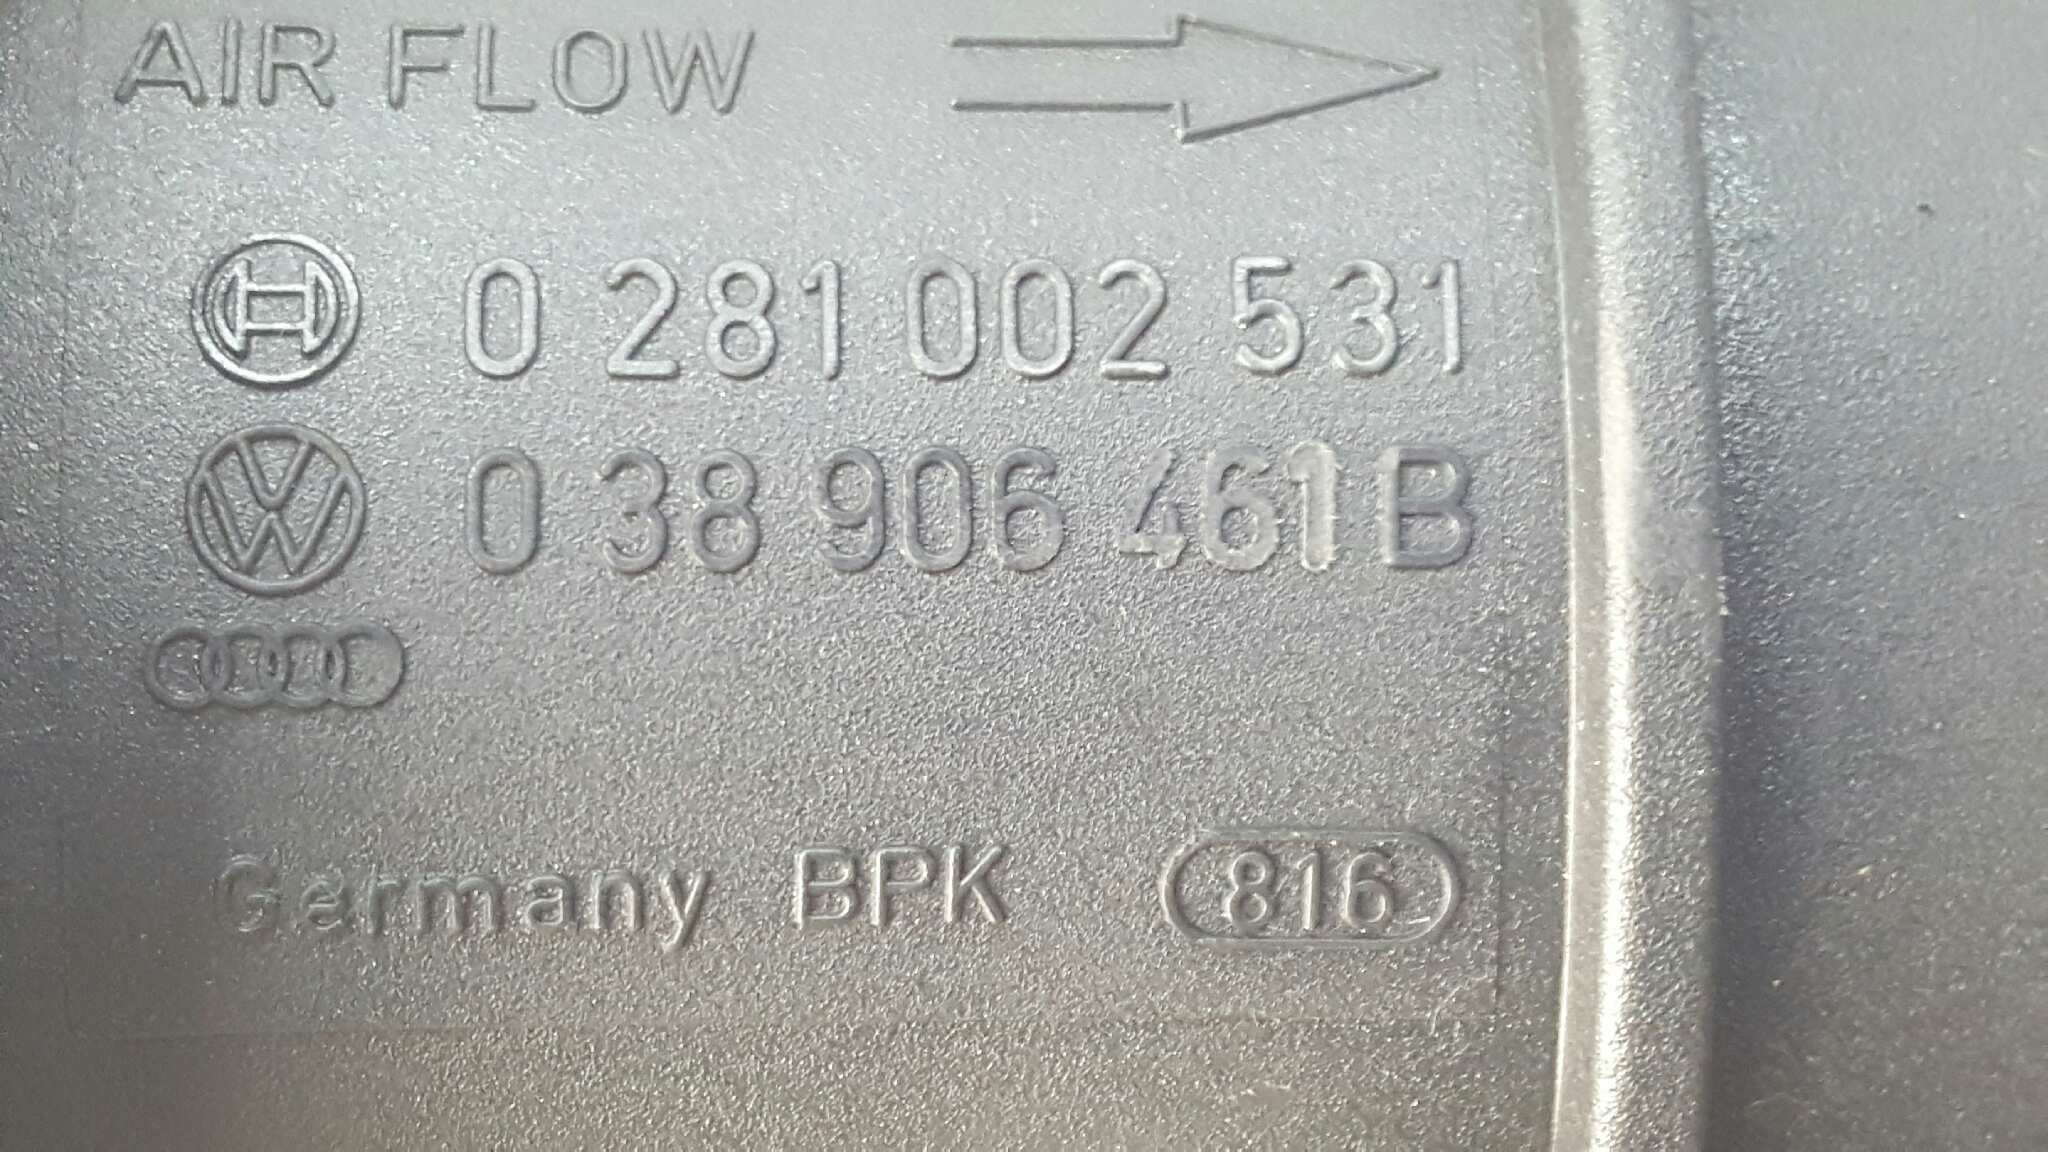 AIR FLOW
0 281 002 531
0 38 906 461 B
Germany BPK 816